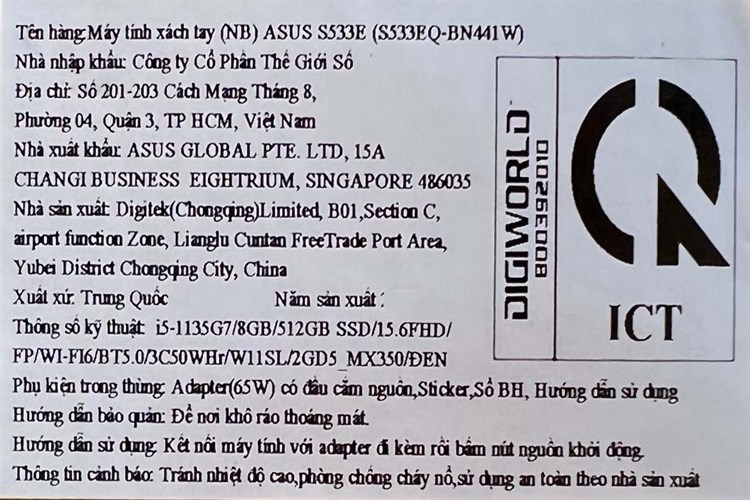 Tên hàng:Máy tính xách tay (NB) ASUS S533E (S533EQ-BN441W)
Nhà nhập khẩu: Công ty Cổ Phần Thế Giới Số
Địa chỉ: Số 201-203 Cách Mạng Tháng 8,
Phường 04, Quận 3, TP HCM, Việt Nam
Nhà xuất khẩu: ASUS GLOBAL PTE. LTD, 15A
CHANGI BUSINESS EIGHTRIUM, SINGAPORE 486035
Nhà sản xuất: Digitek(Chongqing)Limited, B01,Section C,
airport function Zone, Lianglu Cuntan FreeTrade Port Area,
Yubei District Chongqing City, China
Xuất xứ: Trung Quốc Năm sản xuất:
Thông số kỹ thuật: i5-1135G7/8GB/512GB SSD/15.6FHD/
FP/WI-FI6/BT5.0/3C50WHr/W11SL/2GD5_MX350/ĐEN
Phụ kiện trong thùng: Adapter(65W) có đầu cắm nguồn,Sticker,Sổ BH, Hướng dẫn sử dụng
Hướng dẫn bảo quản: Để nơi khô ráo thoáng mát.
Hướng dẫn sử dụng: Kết nối máy tính với adapter đi kèm rồi bấm nút nguồn khởi động.
Thông tin cảnh báo: Tránh nhiệt độ cao,phòng chống cháy nổ,sử dụng an toàn theo nhà sản xuất
DIGIWORLD
ICT